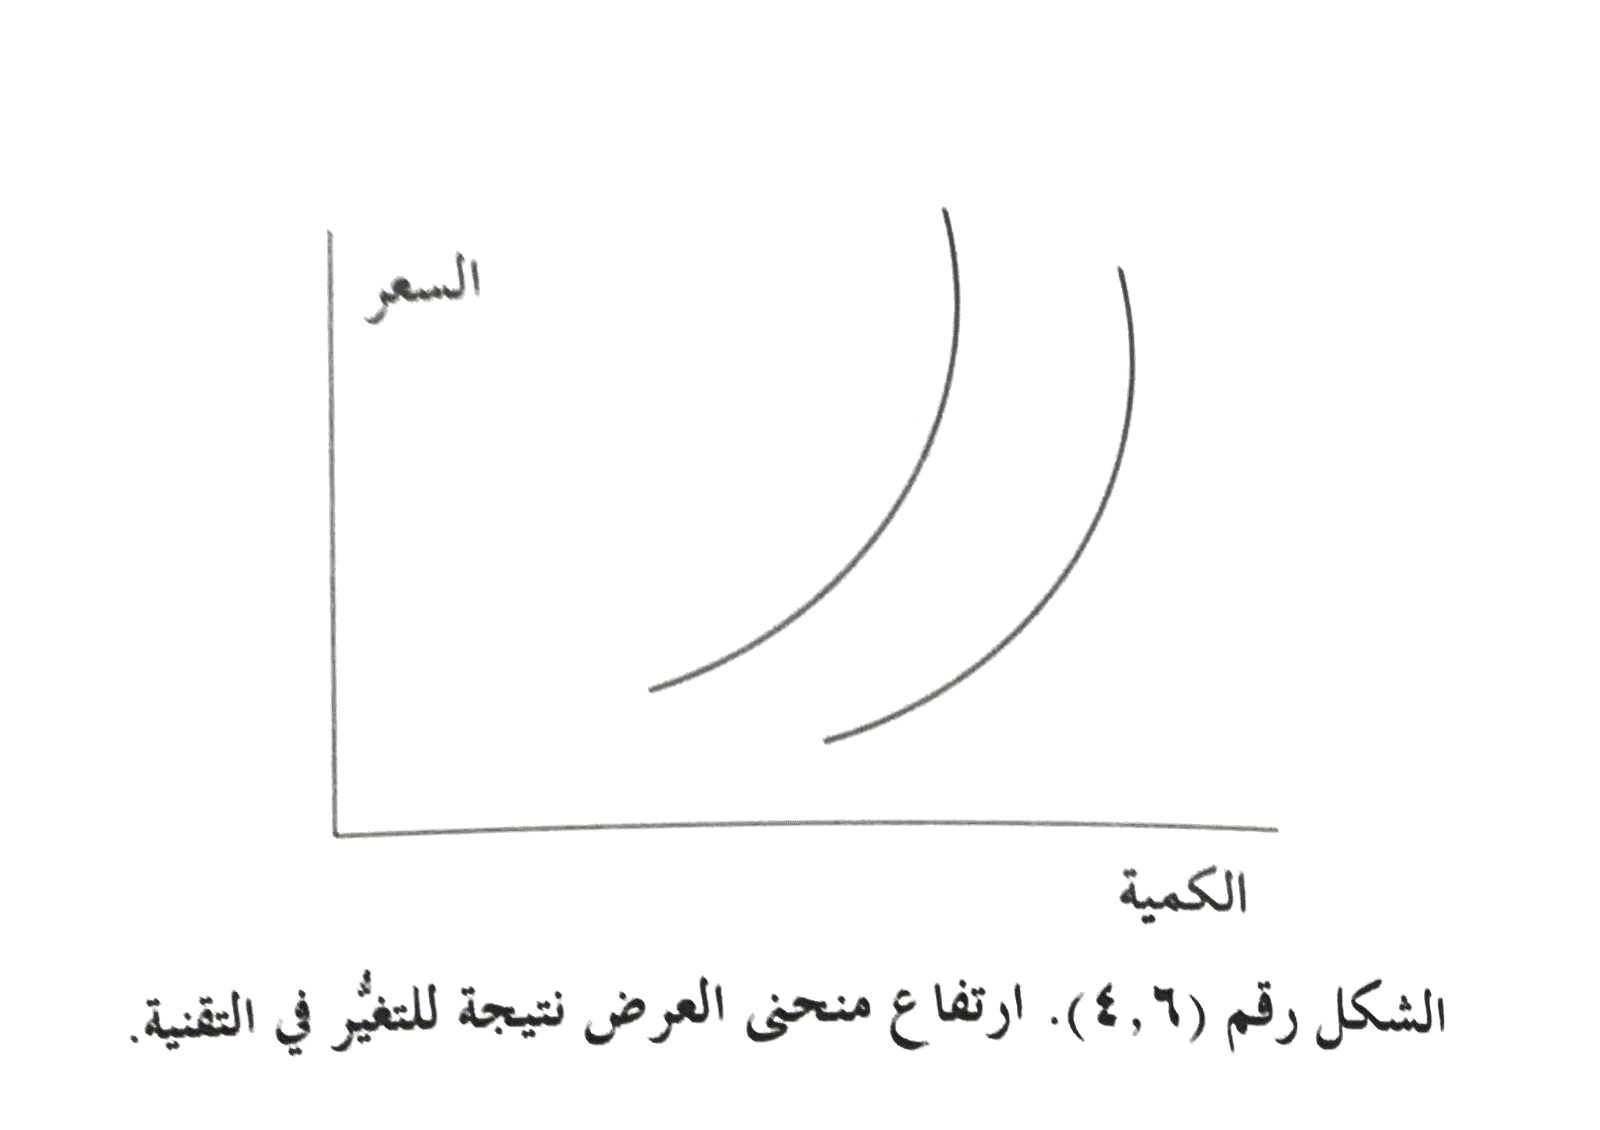 السعر
الكمية
الشكل رقم (٤,٦). ارتفاع منحنى العرض نتيجة للتغيُّر في التقنية.